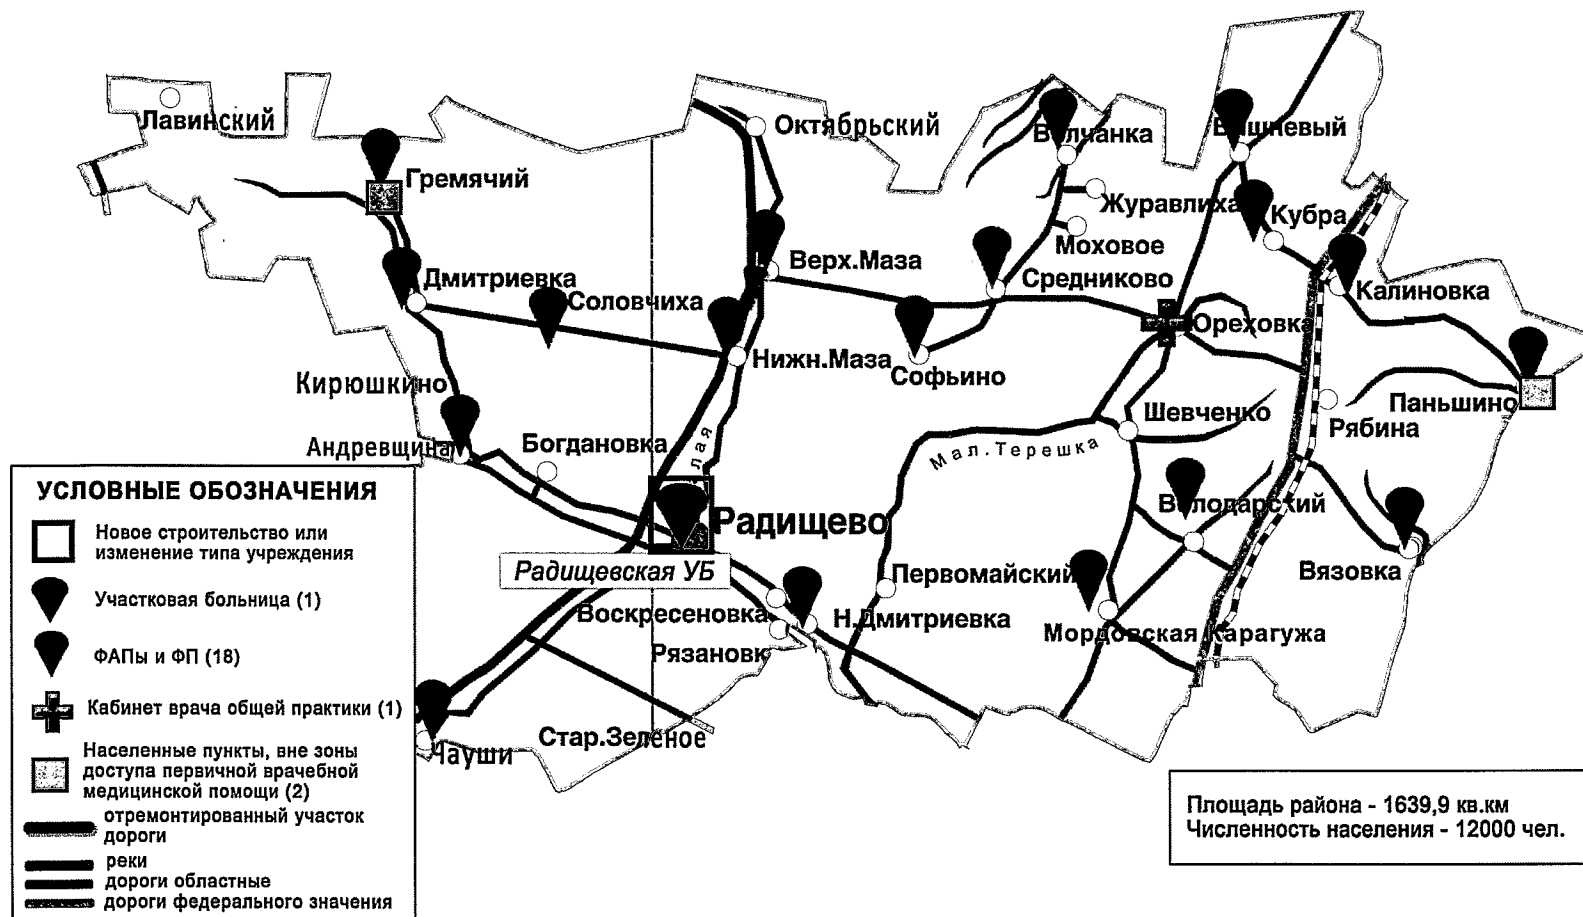 Лавинский
Октябрьский
Волчанка
Вишневый
Гремячий
Журавлиха
Кубра
Моховое
Верх.Маза
Дмитриевка
Средниково
Соловчиха
Калиновка
Ореховка
Нижн.Маза
Софьино
Кирюшкино
Паньшино
Шевченко
Рябина
Богдановка
Андревщина
лая
Мал.Терешка
Володарский
Радищево
Радищевская УБ
Первомайский
Вязовка
Воскресеновка
Н.Дмитриевка
Мордовская Карагужа
Рязановк
Стар.Зеленое
Чауши
УСЛОВНЫЕ ОБОЗНАЧЕНИЯ
Новое строительство или
изменение типа учреждения
Участковая больница (1)
ФАПы и ФП (18)
Кабинет врача общей практики (1)
Населенные пункты, вне зоны
доступа первичной врачебной
медицинской помощи (2)
отремонтированный участок
дороги
реки
дороги областные
дороги федерального значения
Площадь района - 1639,9 кв.км
Численность населения - 12000 чел.